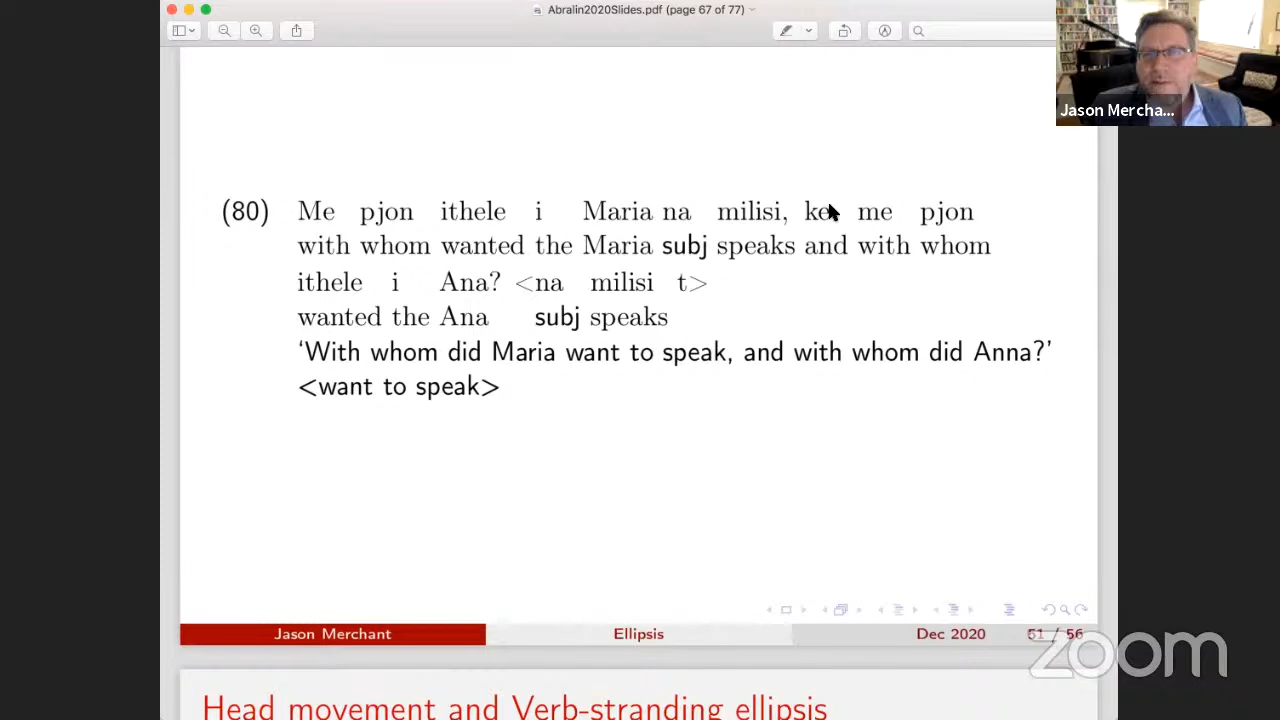 Abralin2020Slides.pdf (page 67 of 77)
Jason Mercha...
(80) Me pjon ithele i Maria na milisi, ke me pjon
with whom wanted the Maria subj speaks and with whom
ithele i Ana? <na milisi t>
wanted the Ana subj speaks
‘With whom did Maria want to speak, and with whom did Anna?’
<want to speak>
Jason Merchant Ellipsis Dec 2020 51 / 56
zoom
Head movement and Verb-stranding ellipsis